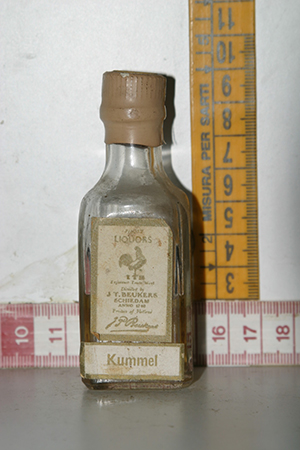 LIQUORS
Distilled by
J.T. BEUKERS
SCHIEDAM
Product of Holland
Kummel
MISURA PER SARTI
11
10
9
8
7
6
5
4
3
2
10
11
16
17
18